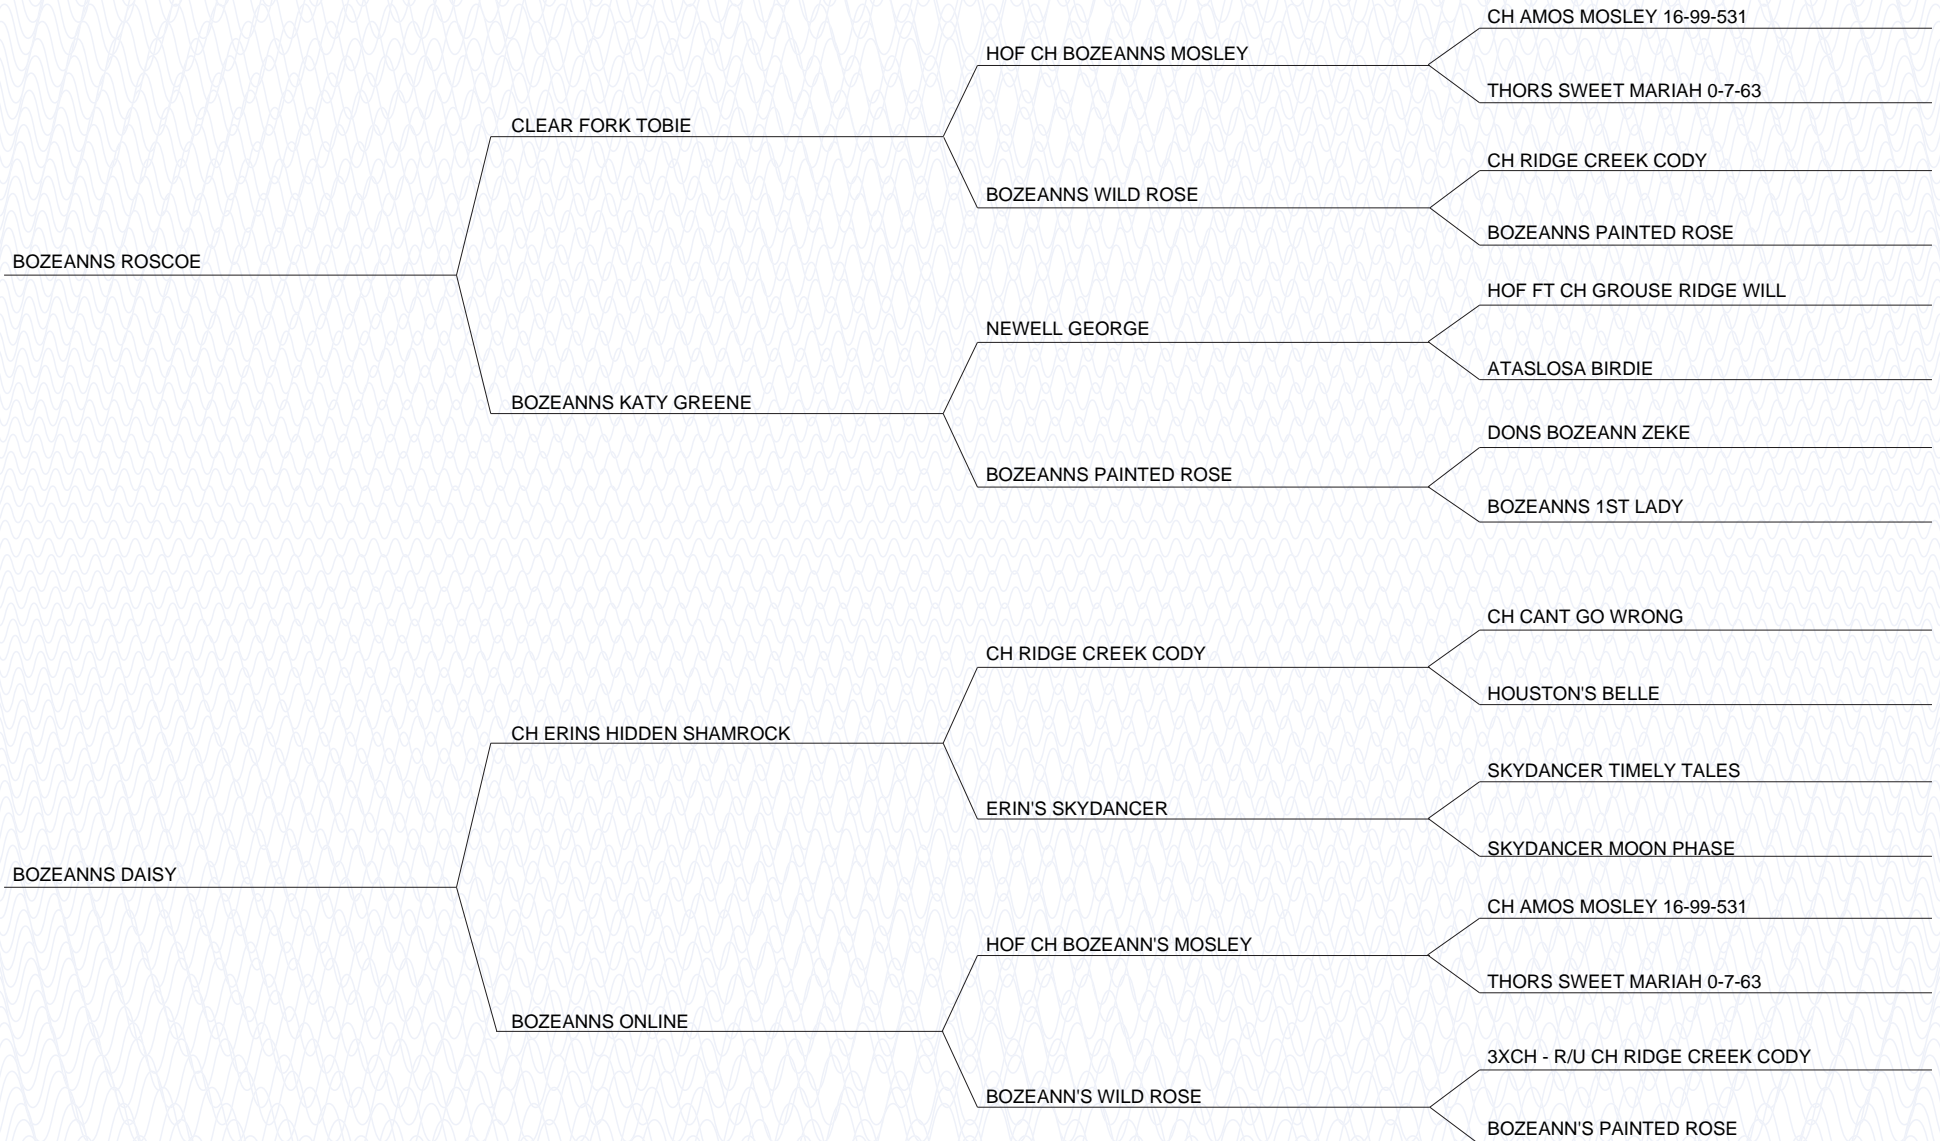 CH AMOS MOSLEY 16-99-531
HOF CH BOZEANNS MOSLEY
THORS SWEET MARIAH 0-7-63
CLEAR FORK TOBIE
CH RIDGE CREEK CODY
BOZEANNS WILD ROSE
BOZEANNS PAINTED ROSE
BOZEANNS ROSCOE
HOF FT CH GROUSE RIDGE WILL
NEWELL GEORGE
ATASLOSA BIRDIE
BOZEANNS KATY GREENE
DONS BOZEANN ZEKE
BOZEANNS PAINTED ROSE
BOZEANNS 1ST LADY
CH CANT GO WRONG
CH RIDGE CREEK CODY
HOUSTON'S BELLE
CH ERINS HIDDEN SHAMROCK
SKYDANCER TIMELY TALES
ERIN'S SKYDANCER
SKYDANCER MOON PHASE
BOZEANNS DAISY
CH AMOS MOSLEY 16-99-531
HOF CH BOZEANN'S MOSLEY
THORS SWEET MARIAH 0-7-63
BOZEANNS ONLINE
3XCH - R/U CH RIDGE CREEK CODY
BOZEANN'S WILD ROSE
BOZEANN'S PAINTED ROSE